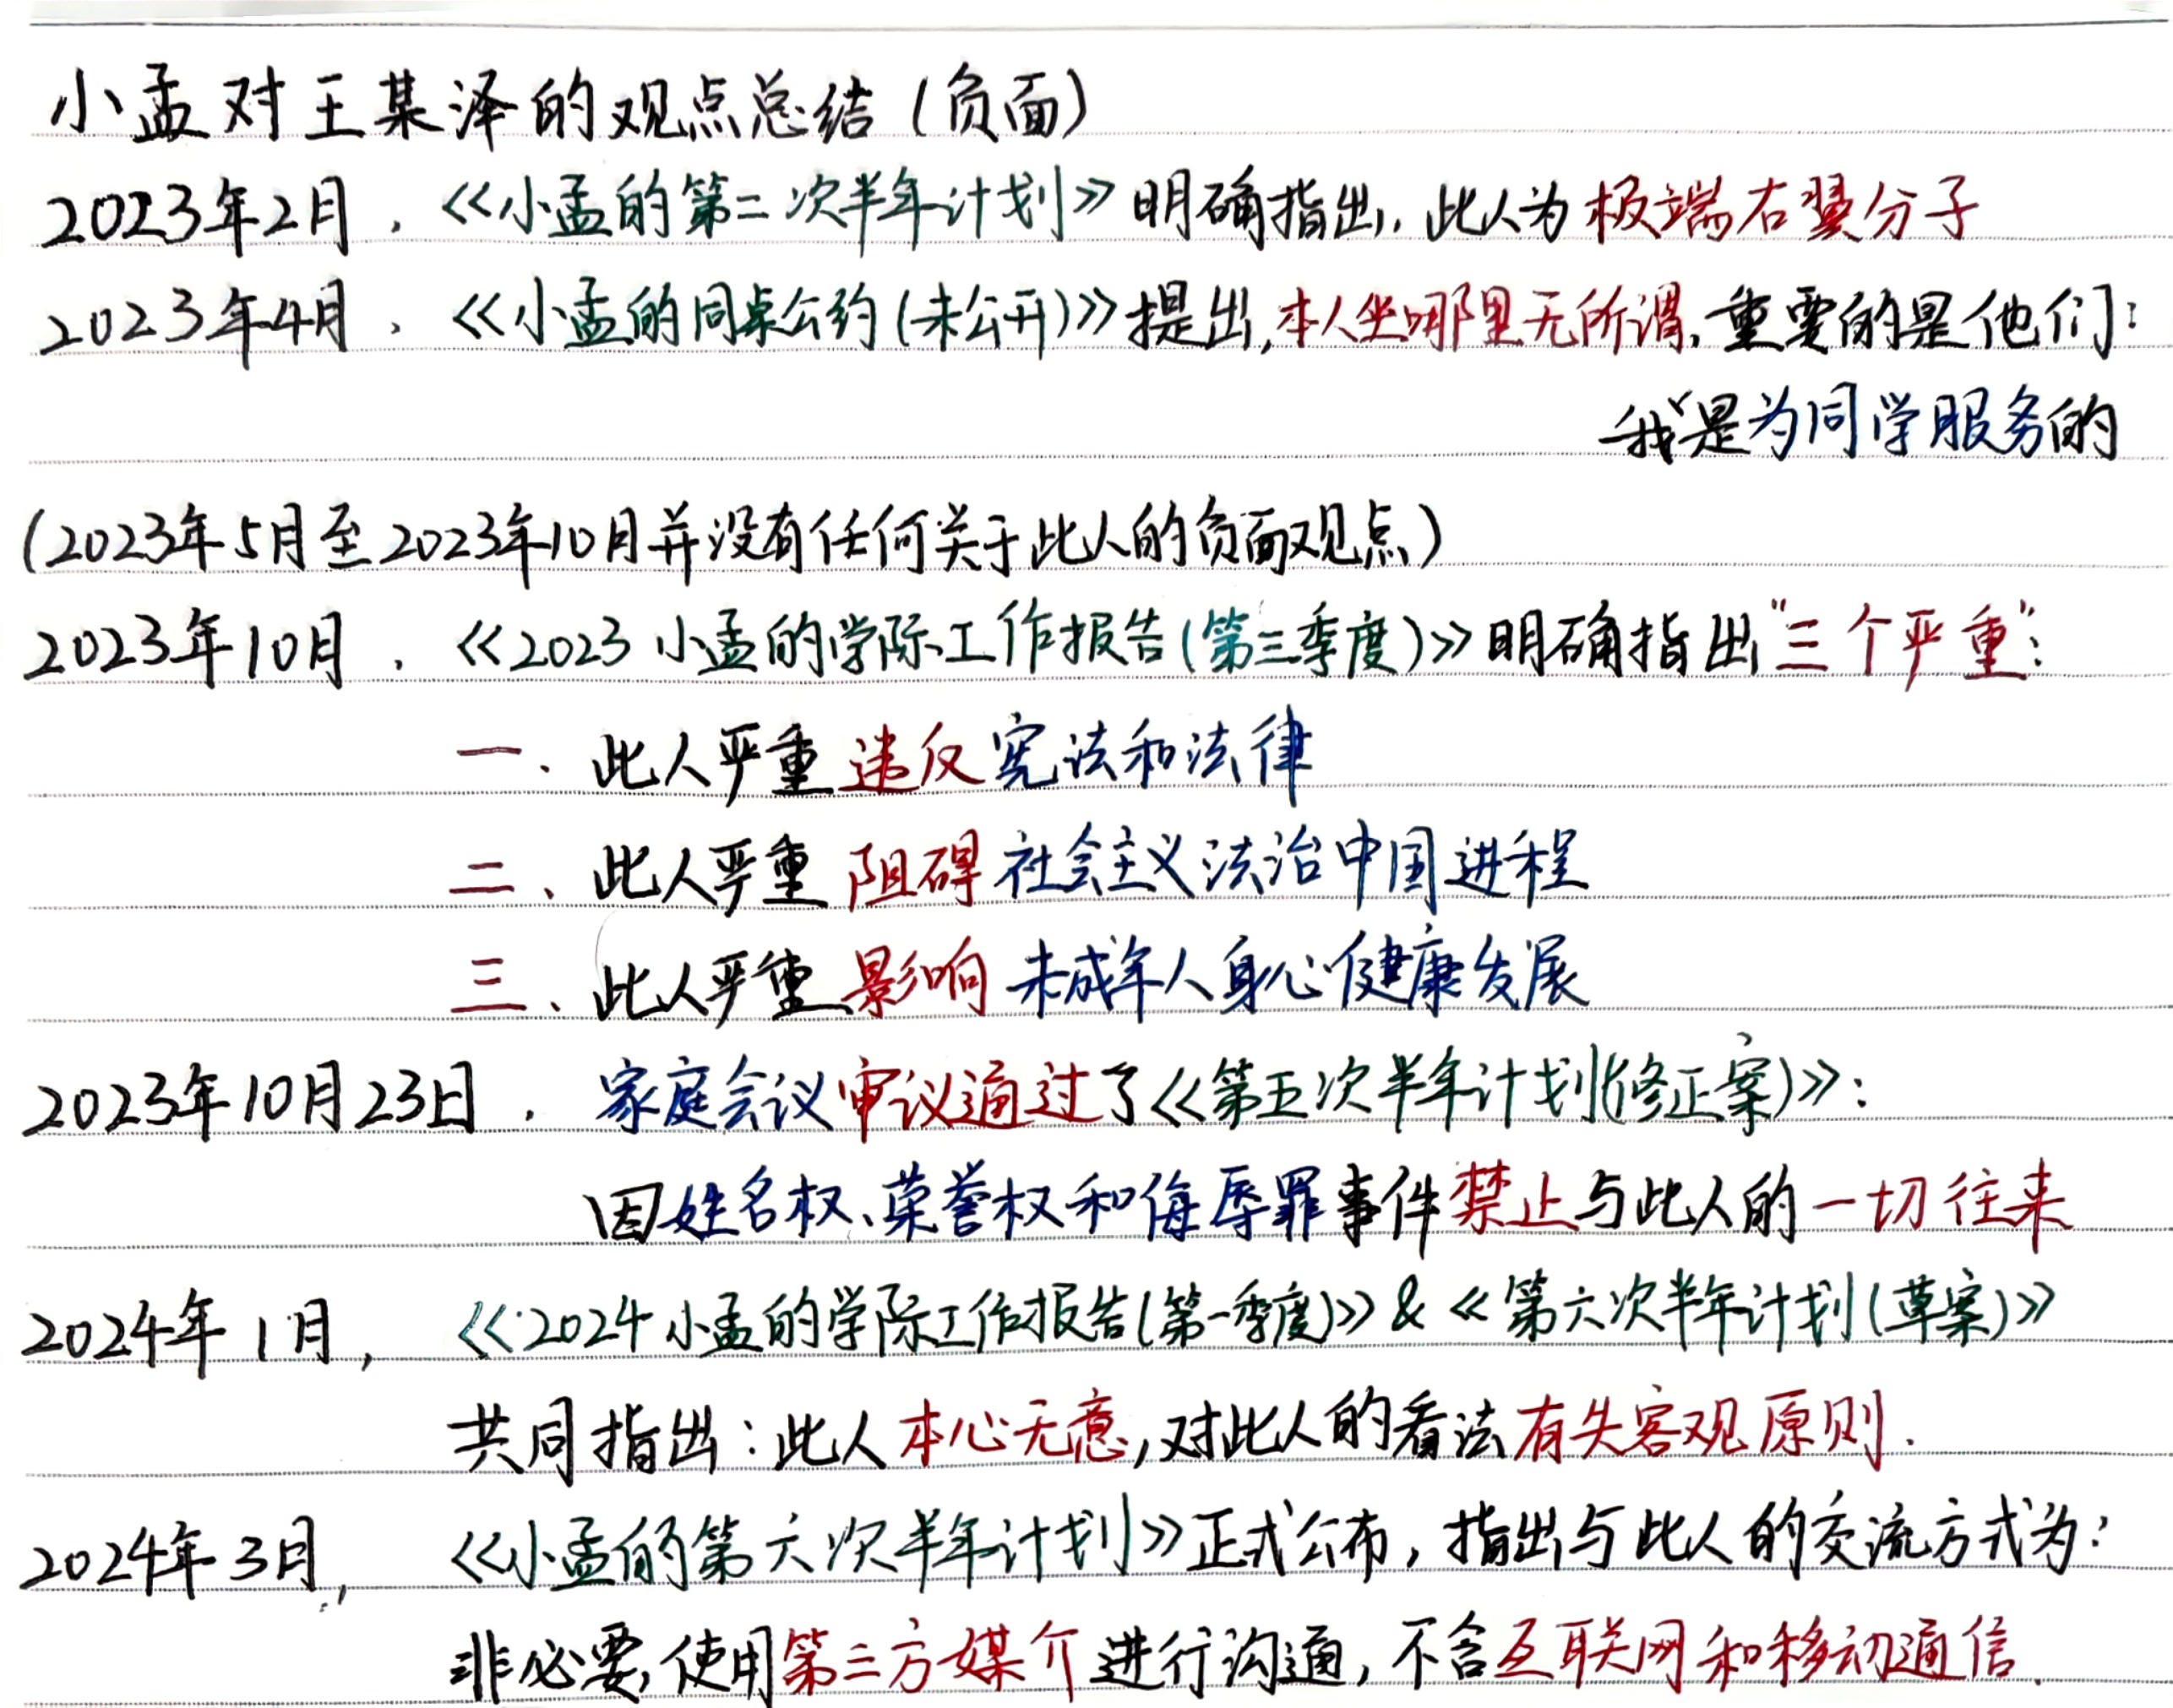 小孟对王某泽的观点总结(负面)
2023年2月,《小孟的第二次半年计划》明确指出,此人为极端右翼分子
2023年4月,《小孟的同桌公约(未公开)》提出,本人坐哪里无所谓,重要的是他们:
我是为同学服务的
(2023年5月至2023年10月并没有任何关于此人的负面观点)
2023年10月,《2023小孟的学际工作报告(第三季度)》明确指出"三个严重":
一、此人严重违反宪法和法律
二、此人严重阻碍社会主义法治中国进程
三、此人严重影响未成年人身心健康发展
2023年10月23日,家庭会议审议通过了《第五次半年计划(修正案)》:
因姓名权、荣誉权和侮辱罪事件禁止与此人的一切往来
2024年1月,《2024小孟的学际工作报告(第一季度)》&《第六次半年计划(草案)》
共同指出:此人本心无意,对此人的看法有失客观原则.
2024年3月,《小孟的第六次半年计划》正式公布,指出与此人的交流方式为:
非必要,使用第三方媒介进行沟通,不含互联网和移动通信.